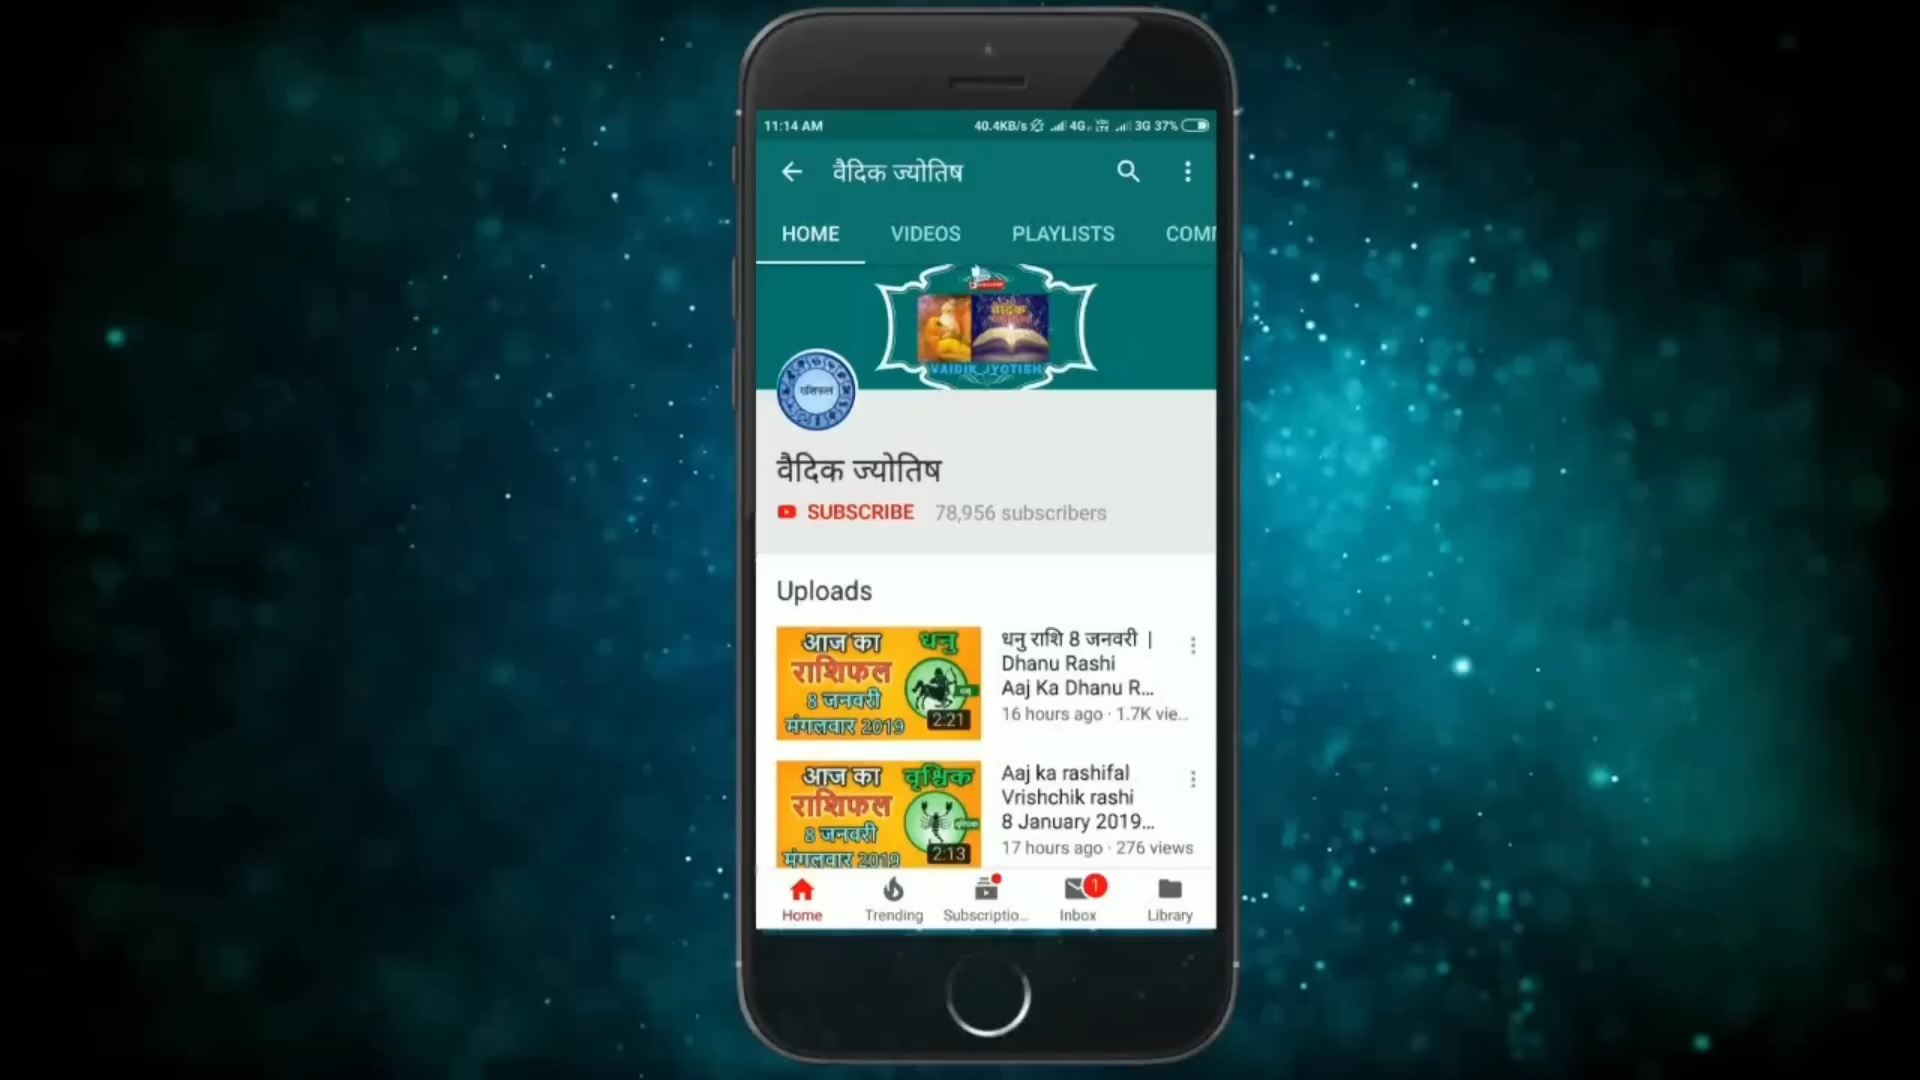 11:14 AM 40.4KB/s 4G VoLTE 3G 37%
वैदिक ज्योतिष
HOME VIDEOS PLAYLISTS COM
वैदिक
VAIDIK JYOTISH
राशिफल
वैदिक ज्योतिष
SUBSCRIBE 78,956 subscribers
Uploads
आज का धनु
राशिफल
8 जनवरी
मंगलवार 2019
2:21
धनु राशि 8 जनवरी |
Dhanu Rashi
Aaj Ka Dhanu R...
16 hours ago · 1.7K vie...
आज का वृश्चिक
राशिफल
8 जनवरी
मंगलवार 2019
2:13
Aaj ka rashifal
Vrishchik rashi
8 January 2019...
17 hours ago · 276 views
1
Home Trending Subscriptio... Inbox Library